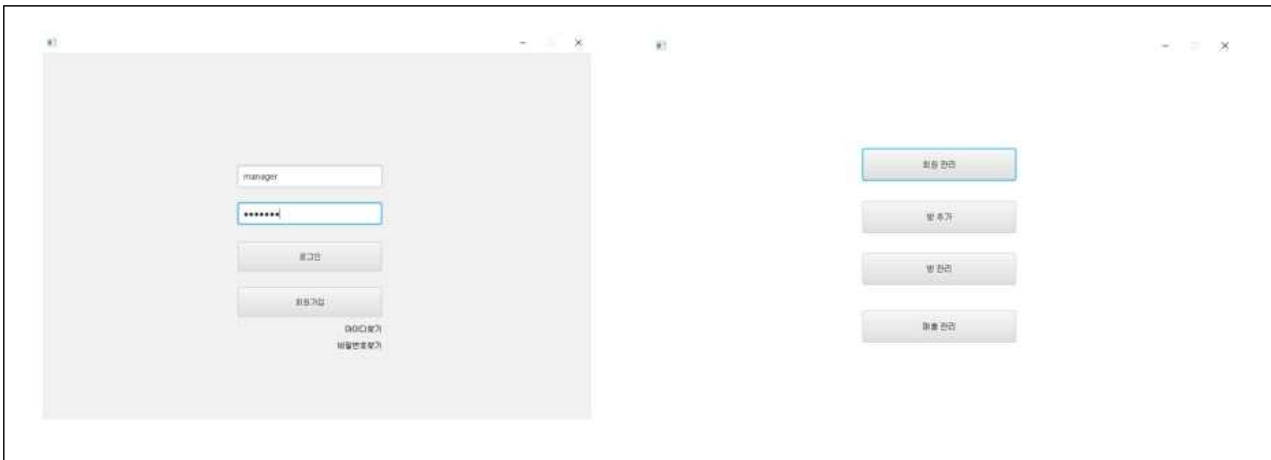 manager
로그인
회원가입
아이디찾기
비밀번호찾기
회원 관리
방 추가
방 관리
매출 관리